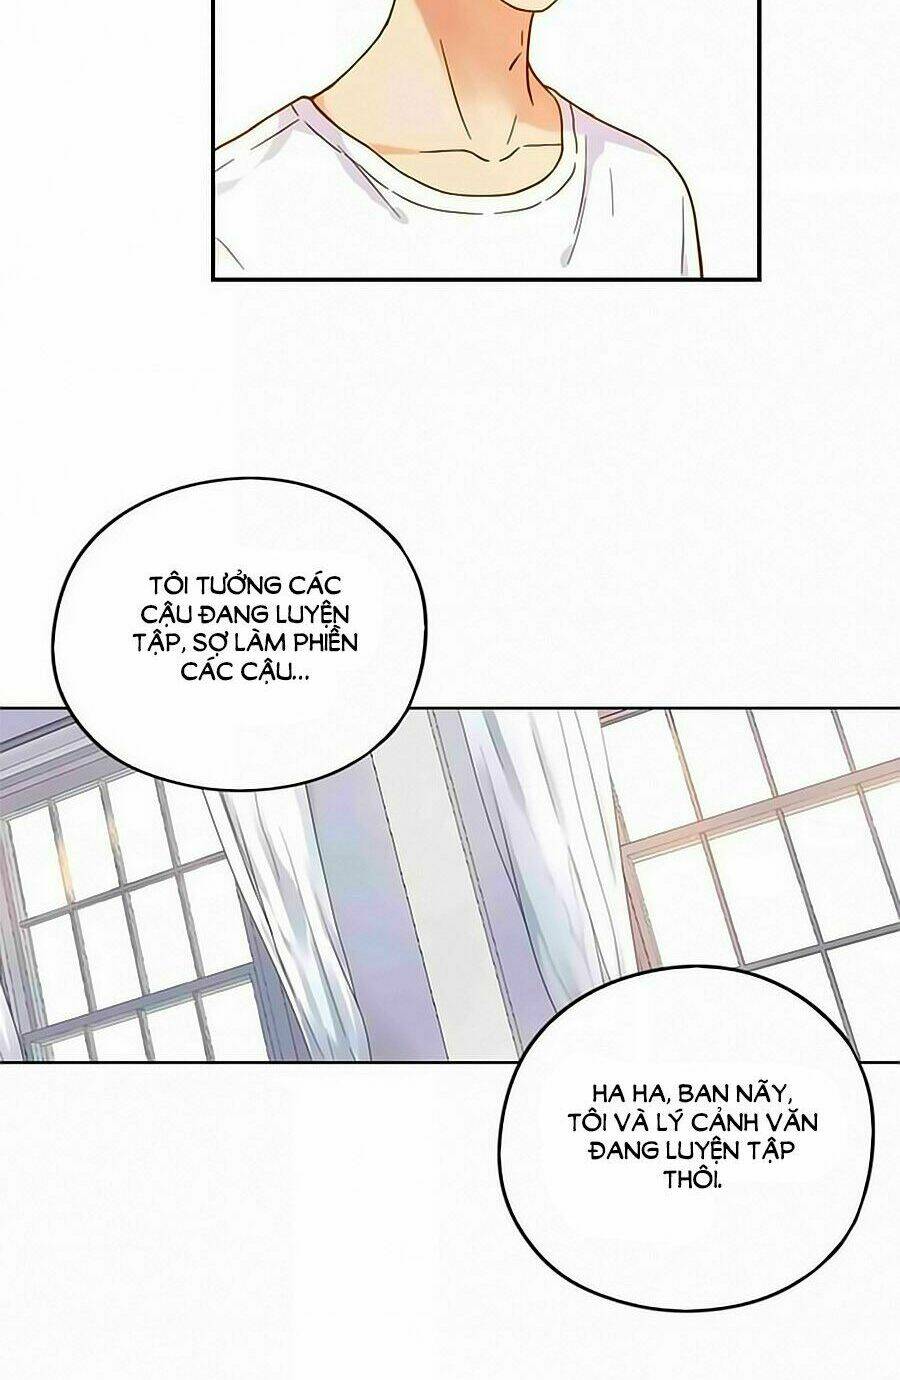 TÔI TƯỞNG CÁC
CẬU ĐANG LUYỆN
TẬP, SỢ LÀM PHIỀN
CÁC CẬU...
HA HA, BAN NÃY,
TÔI VÀ LÝ CẢNH VĂN
ĐANG LUYỆN TẬP
THÔI.